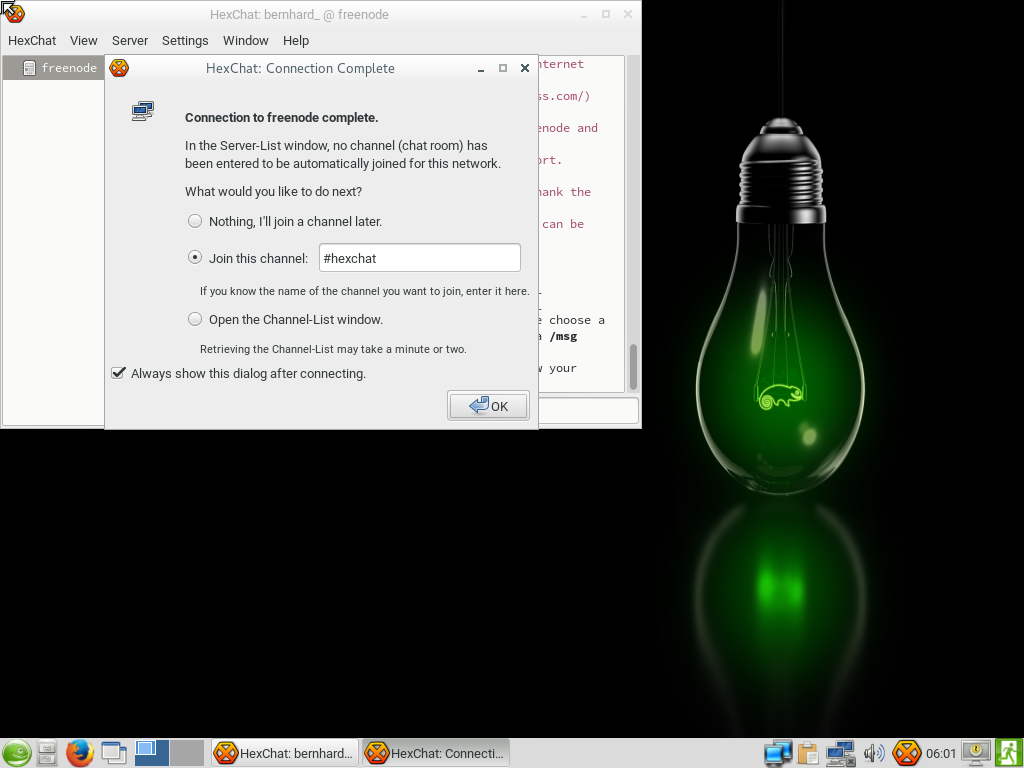 HexChat: bernhard_ @ freenode
HexChat View Server Settings Window Help
freenode
HexChat: Connection Complete
Connection to freenode complete.
In the Server-List window, no channel (chat room) has
been entered to be automatically joined for this network.
What would you like to do next?
Nothing, I'll join a channel later.
Join this channel: #hexchat
If you know the name of the channel you want to join, enter it here.
Open the Channel-List window.
Retrieving the Channel-List may take a minute or two.
Always show this dialog after connecting.
OK
ss.com/)
and
the
can be
choose a
/msg
your
HexChat: bernhard...
HexChat: Connecti...
06:01